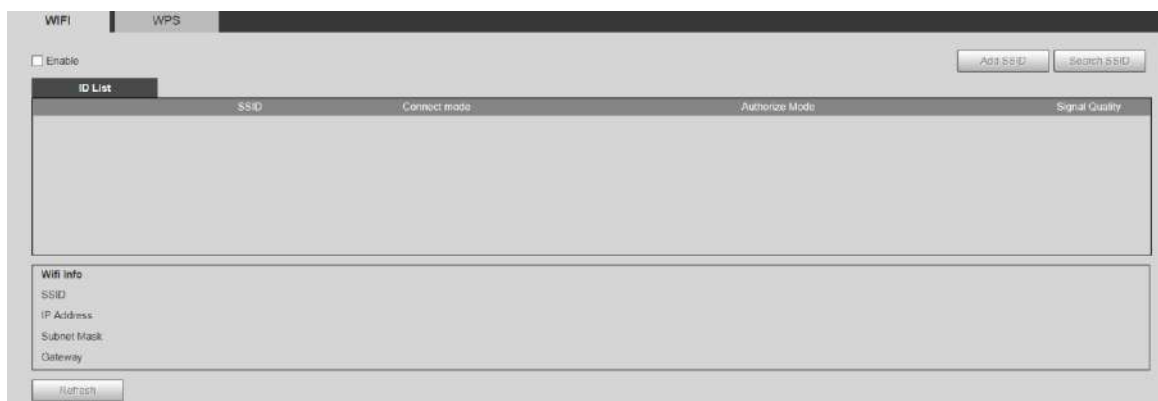 WIFI WPS
Enable Add SSID Search SSID
ID List
SSID Connect mode Authorize Mode Signal Quality
Wifi Info
SSID
IP Address
Subnet Mask
Gateway
Refresh